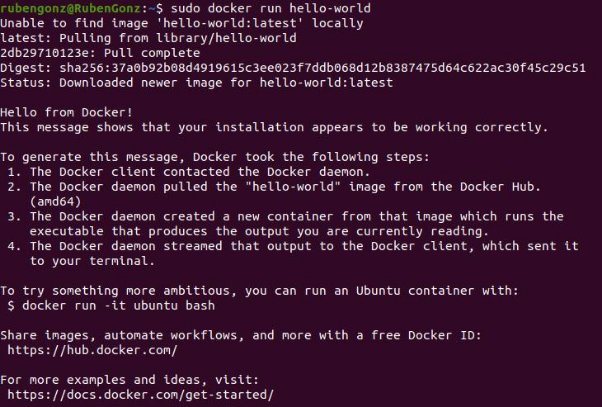 rubengonz@RubenGonz:~$ sudo docker run hello-world
Unable to find image 'hello-world:latest' locally
latest: Pulling from library/hello-world
2db29710123e: Pull complete
Digest: sha256:37a0b92b08d4919615c3ee023f7ddb068d12b8387475d64c622ac30f45c29c51
Status: Downloaded newer image for hello-world:latest

Hello from Docker!
This message shows that your installation appears to be working correctly.

To generate this message, Docker took the following steps:
 1. The Docker client contacted the Docker daemon.
 2. The Docker daemon pulled the "hello-world" image from the Docker Hub.
    (amd64)
 3. The Docker daemon created a new container from that image which runs the
    executable that produces the output you are currently reading.
 4. The Docker daemon streamed that output to the Docker client, which sent it
    to your terminal.

To try something more ambitious, you can run an Ubuntu container with:
 $ docker run -it ubuntu bash

Share images, automate workflows, and more with a free Docker ID:
 https://hub.docker.com/

For more examples and ideas, visit:
 https://docs.docker.com/get-started/